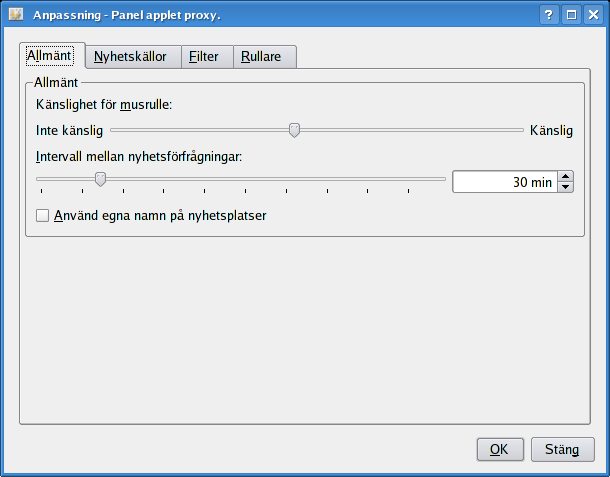 Anpassning - Panel applet proxy.
Allmänt Nyhetskällor Filter Rullare
Allmänt
Känslighet för musrulle:
Inte känslig Känslig
Intervall mellan nyhetsförfrågningar:
30 min
Använd egna namn på nyhetsplatser
OK Stäng